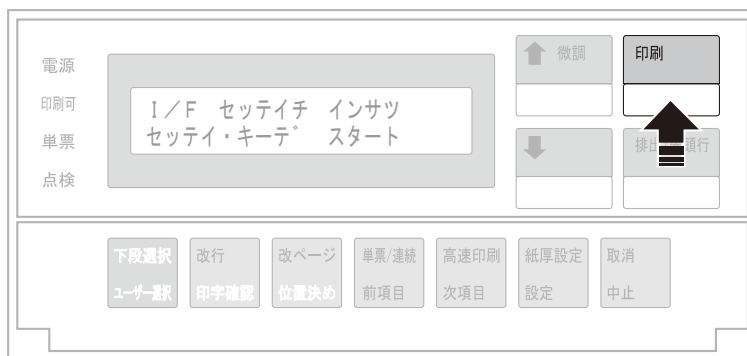 電源
印刷可
単票
点検
I/F セッテイチ インサツ
セッテイ・キーデ゛ スタート
微調
印刷
排出
頭行
下段選択
ユーザー選択
改行
印字確認
改ページ
位置決め
単票/連続
前項目
高速印刷
次項目
紙厚設定
設定
取消
中止